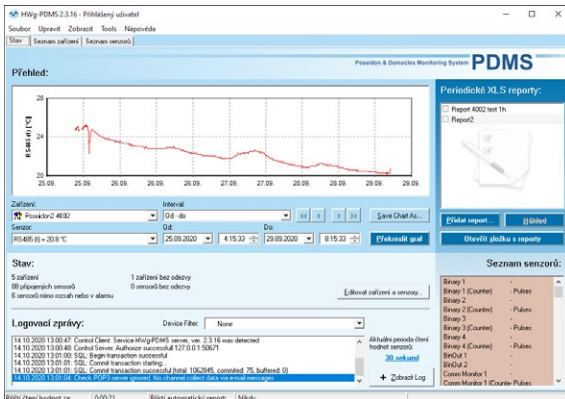 HWg-PDMS 2.3.16 - Přihlášený uživatel
Soubor Upravit Zobrazit Tools Nápověda
Stav Seznam zařízení Seznam senzorů
Poseidon & Damocles Monitoring System PDMS
Přehled:
Periodické XLS reporty:
Report 4002 test 1h
Report2
28
24
20
RS485 (t) [°C]
25.09. 25.09. 26.09. 26.09. 27.09. 27.09. 28.09. 28.09. 29.09. 29.09.
Zařízení: Interval:
Poseidon2 4002 Od - do << < > >> Save Chart As...
Senzor: Od: Do:
RS485 (t) = 20.8 °C 25.09.2020 4:15:33 29.09.2020 8:15:33 Překreslit graf
Přidat report... Náhled
Otevřít složku s reporty
Stav:
5 zařízení 1 zařízení bez odezvy
88 připojených senzorů 0 senzorů bez odezvy
6 senzorů mimo rozsah nebo v alarmu
Editovat zařízení a senzory...
Seznam senzorů:
Binary 1 -
Binary 1 (Counter) - Pulses
Binary 2 -
Binary 2 (Counter) - Pulses
Binary 3 -
Binary 3 (Counter) - Pulses
Binary 4 -
Binary 4 (Counter) - Pulses
BinOut 1 -
BinOut 2 -
Comm Monitor 1 -
Comm Monitor 1 (Counte- Pulses
Logovací zprávy: Device Filter: None
14.10.2020 13:00:47: Control Client: Service HWg-PDMS server, ver. 2.3.16 was detected
14.10.2020 13:00:48: Control Server: Authorize successfull 127.0.0.1:50671
14.10.2020 13:01:00: SQL: Begin transaction successful
14.10.2020 13:01:01: SQL: Commit transaction starting...
14.10.2020 13:01:01: SQL: Commit transaction successful (total: 1062845, commited: 75, buffered: 0)
14.10.2020 13:01:04: Check POP3 server ignored. No channel collect data via e-mail messages
Aktuální perioda čtení
hodnot senzorů:
30 sekund
+ Zobrazit Log
Příští čtení hodnot za: 0:00:21 Příští automatický report: Nikdy